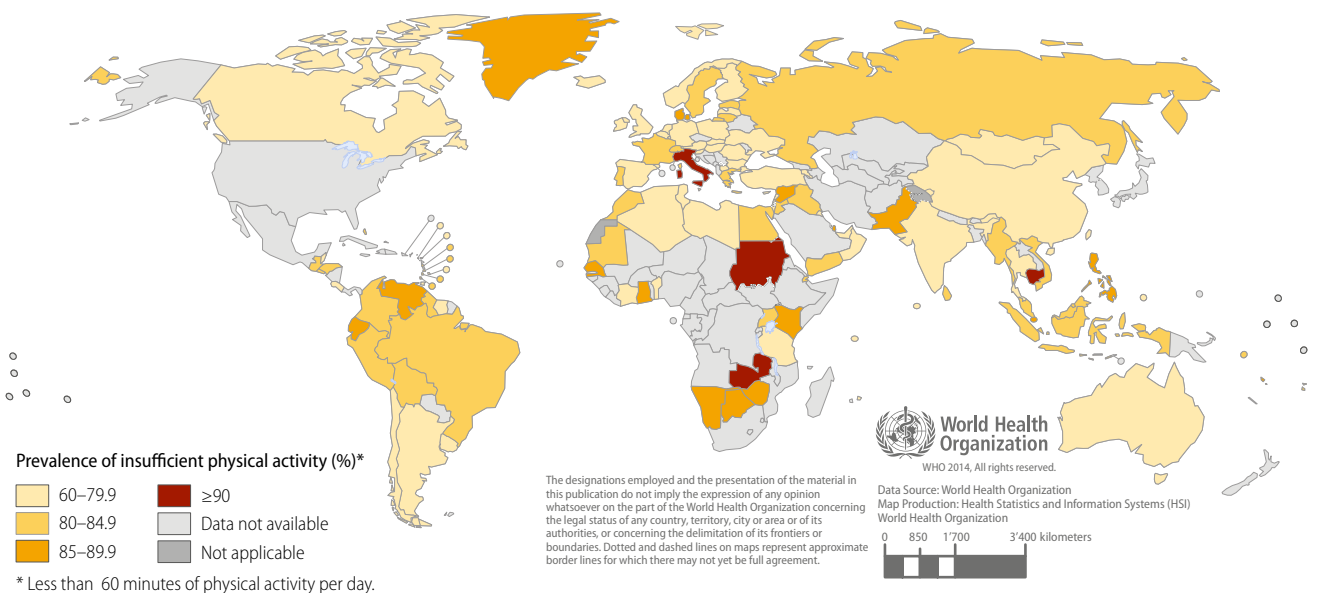 Prevalence of insufficient physical activity (%)*
60–79.9
80–84.9
85–89.9
≥90
Data not available
Not applicable
* Less than 60 minutes of physical activity per day.
The designations employed and the presentation of the material in
this publication do not imply the expression of any opinion
whatsoever on the part of the World Health Organization concerning
the legal status of any country, territory, city or area or of its
authorities, or concerning the delimitation of its frontiers or
boundaries. Dotted and dashed lines on maps represent approximate
border lines for which there may not yet be full agreement.
World Health
Organization
WHO 2014, All rights reserved.
Data Source: World Health Organization
Map Production: Health Statistics and Information Systems (HSI)
World Health Organization
0 850 1'700 3'400 kilometers